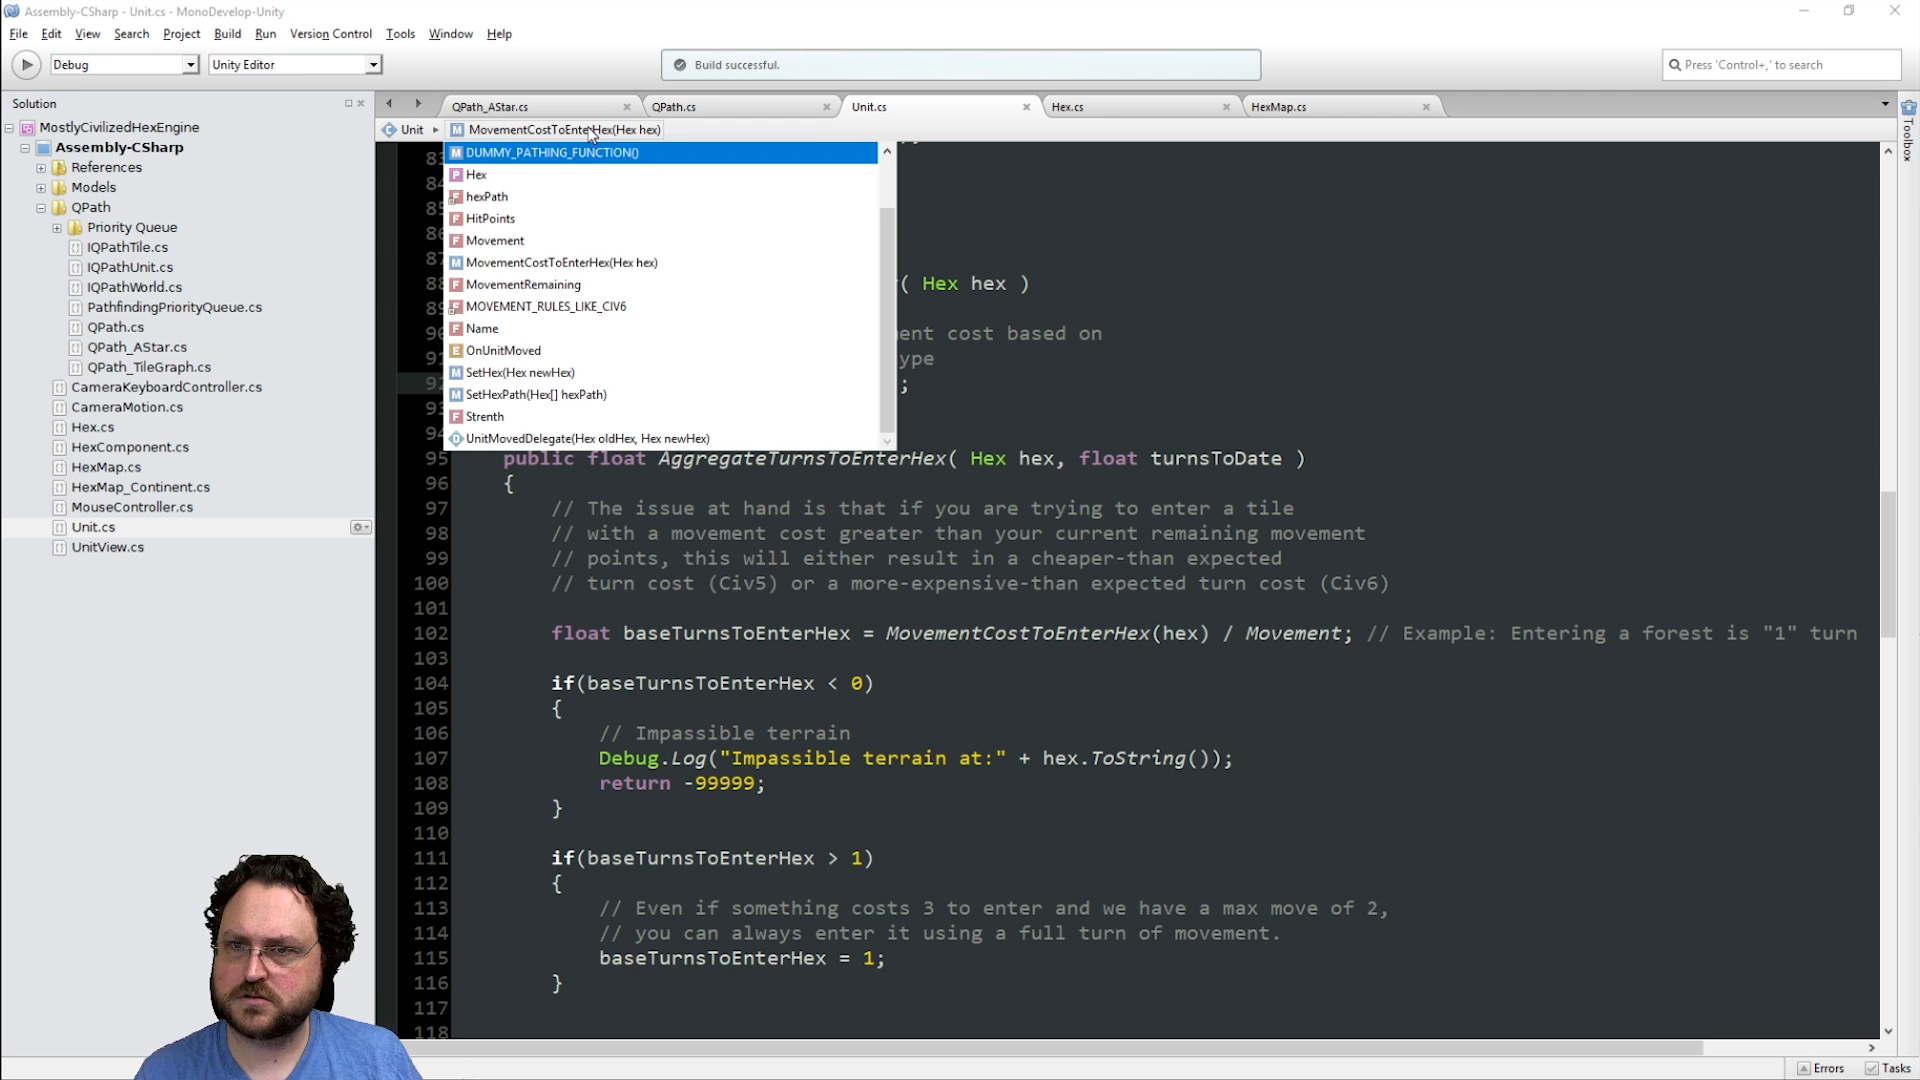 Assembly-CSharp - Unit.cs - MonoDevelop-Unity
File Edit View Search Project Build Run Version Control Tools Window Help
Debug
Unity Editor
Build successful.
Press 'Control+,' to search
Solution
MostlyCivilizedHexEngine
Assembly-CSharp
References
Models
QPath
Priority Queue
IQPathTile.cs
IQPathUnit.cs
IQPathWorld.cs
PathfindingPriorityQueue.cs
QPath.cs
QPath_AStar.cs
QPath_TileGraph.cs
CameraKeyboardController.cs
CameraMotion.cs
Hex.cs
HexComponent.cs
HexMap.cs
HexMap_Continent.cs
MouseController.cs
Unit.cs
UnitView.cs
QPath_AStar.cs
QPath.cs
Unit.cs
Hex.cs
HexMap.cs
Toolbox
Unit
MovementCostToEnterHex(Hex hex)
DUMMY_PATHING_FUNCTION()
Hex
hexPath
HitPoints
Movement
MovementCostToEnterHex(Hex hex)
MovementRemaining
MOVEMENT_RULES_LIKE_CIV6
Name
OnUnitMoved
SetHex(Hex newHex)
SetHexPath(Hex[] hexPath)
Strenth
UnitMovedDelegate(Hex oldHex, Hex newHex)
( Hex hex )
ent cost based on
ype
;
95 public float AggregateTurnsToEnterHex( Hex hex, float turnsToDate )
96 {
97 // The issue at hand is that if you are trying to enter a tile
98 // with a movement cost greater than your current remaining movement
99 // points, this will either result in a cheaper-than expected
100 // turn cost (Civ5) or a more-expensive-than expected turn cost (Civ6)
101
102 float baseTurnsToEnterHex = MovementCostToEnterHex(hex) / Movement; // Example: Entering a forest is "1" turn
103
104 if(baseTurnsToEnterHex < 0)
105 {
106 // Impassible terrain
107 Debug.Log("Impassible terrain at:" + hex.ToString());
108 return -99999;
109 }
110
111 if(baseTurnsToEnterHex > 1)
112 {
113 // Even if something costs 3 to enter and we have a max move of 2,
114 // you can always enter it using a full turn of movement.
115 baseTurnsToEnterHex = 1;
116 }
117
118
Errors
Tasks